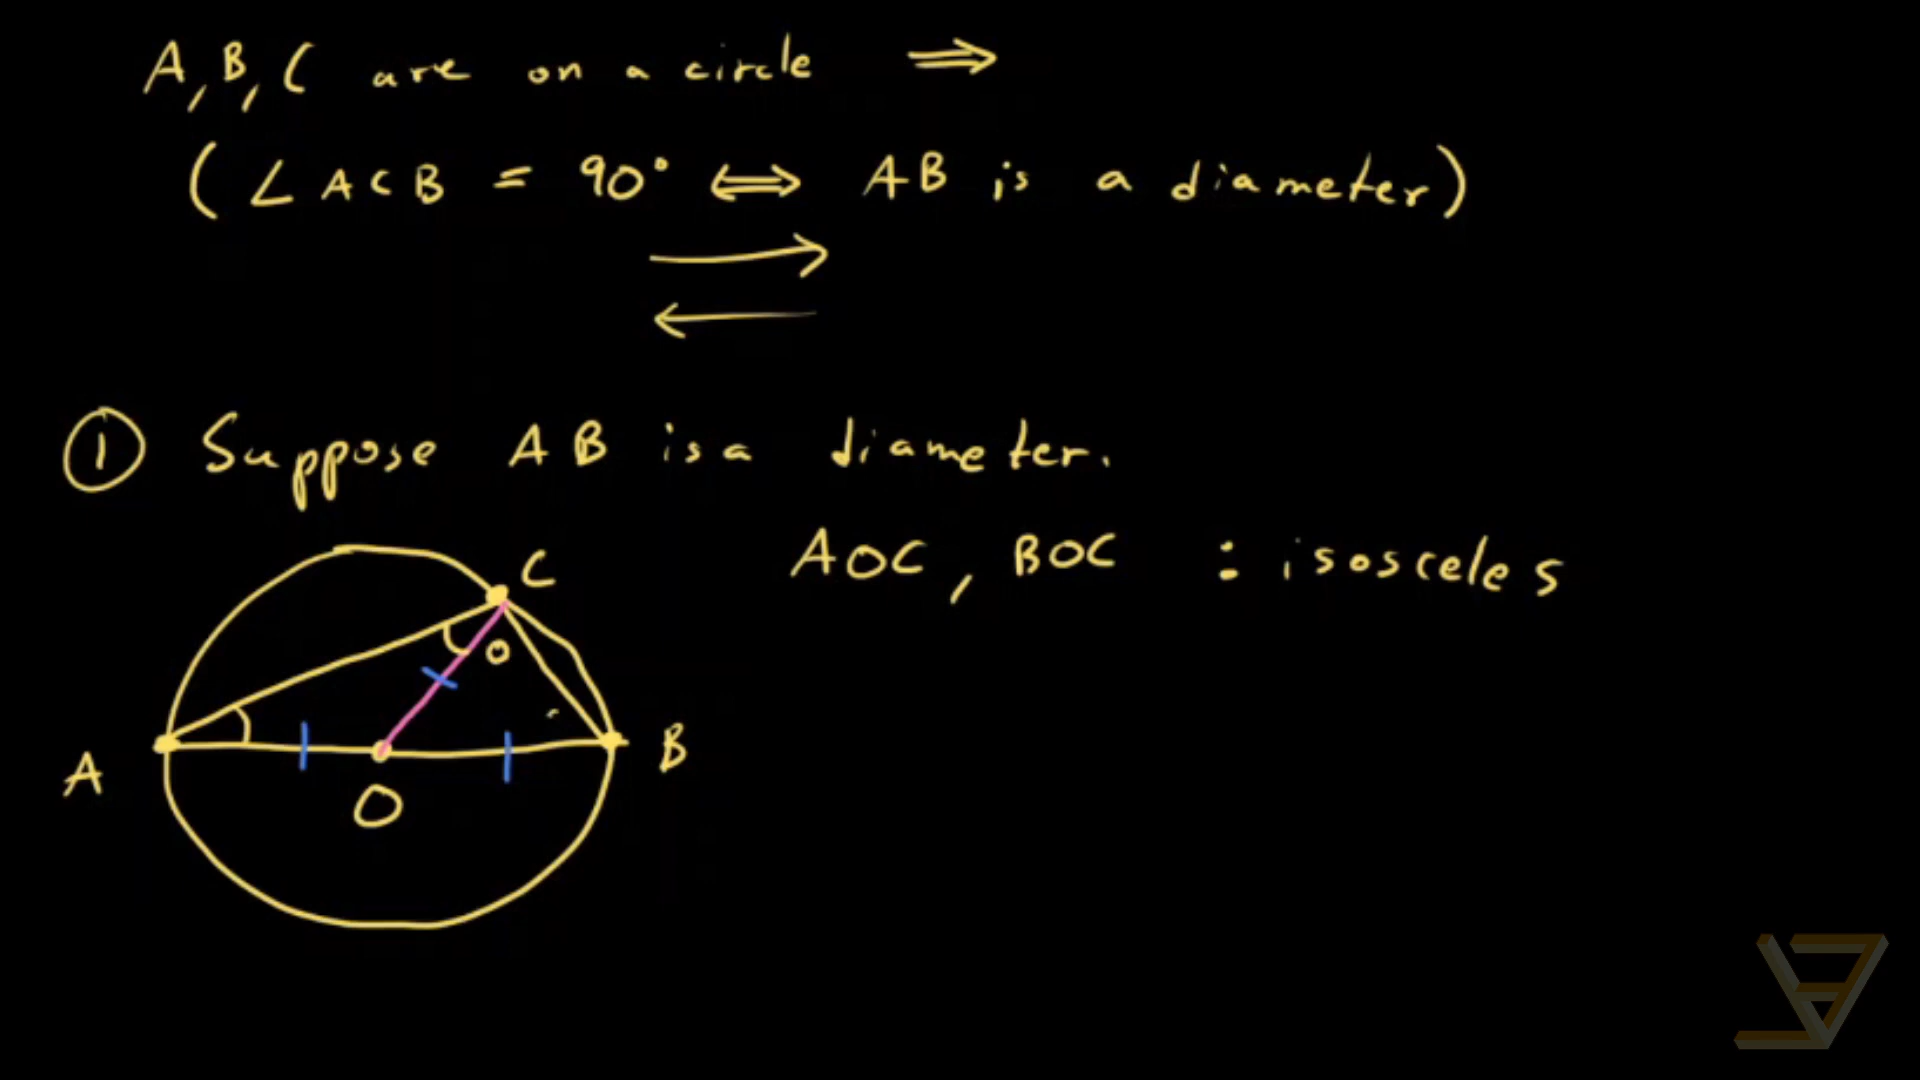 A, B, C are on a circle ⇒
(∠ACB = 90° ⇔ AB is a diameter)
→
←
① Suppose AB is a diameter.
AOC, BOC : isosceles
C
A
B
O